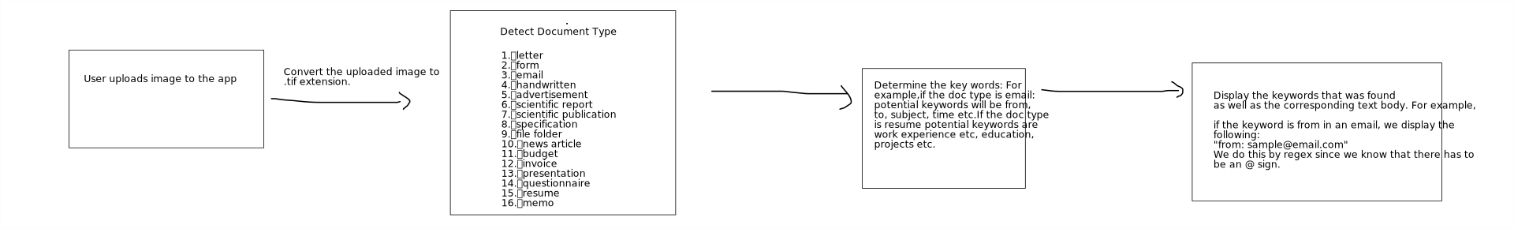 User uploads image to the app
Convert the uploaded image to
.tif extension.
Detect Document Type
1. letter
2. form
3. email
4. handwritten
5. advertisement
6. scientific report
7. scientific publication
8. specification
9. file folder
10. news article
11. budget
12. invoice
13. presentation
14. questionnaire
15. resume
16. memo
Determine the key words: For
example,if the doc type is email:
potential keywords will be from,
to, subject, time etc.If the doc type
is resume potential keywords are
work experience etc, education,
projects etc.
Display the keywords that was found
as well as the corresponding text body. For example,
if the keyword is from in an email, we display the
following:
"from: sample@email.com"
We do this by regex since we know that there has to
be an @ sign.